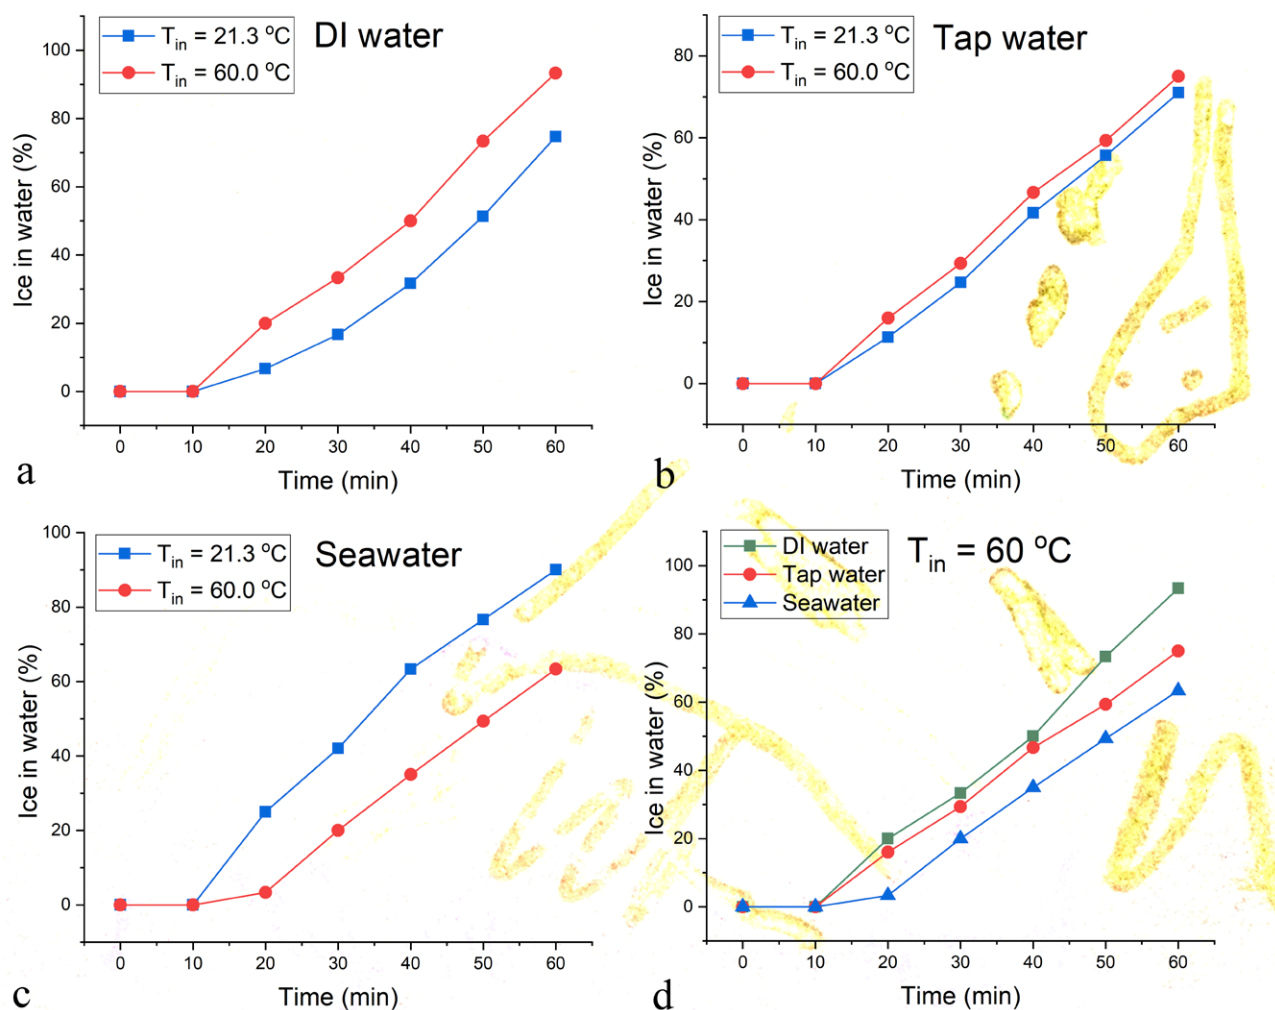 T_in = 21.3 °C
T_in = 60.0 °C
DI water
100
80
60
40
20
0
Ice in water (%)
0 10 20 30 40 50 60
Time (min)
a
T_in = 21.3 °C
T_in = 60.0 °C
Tap water
80
60
40
20
0
Ice in water (%)
0 10 20 30 40 50 60
Time (min)
b
T_in = 21.3 °C
T_in = 60.0 °C
Seawater
100
80
60
40
20
0
Ice in water (%)
0 10 20 30 40 50 60
Time (min)
c
DI water
Tap water
Seawater
T_in = 60 °C
100
80
60
40
20
0
Ice in water (%)
0 10 20 30 40 50 60
Time (min)
d